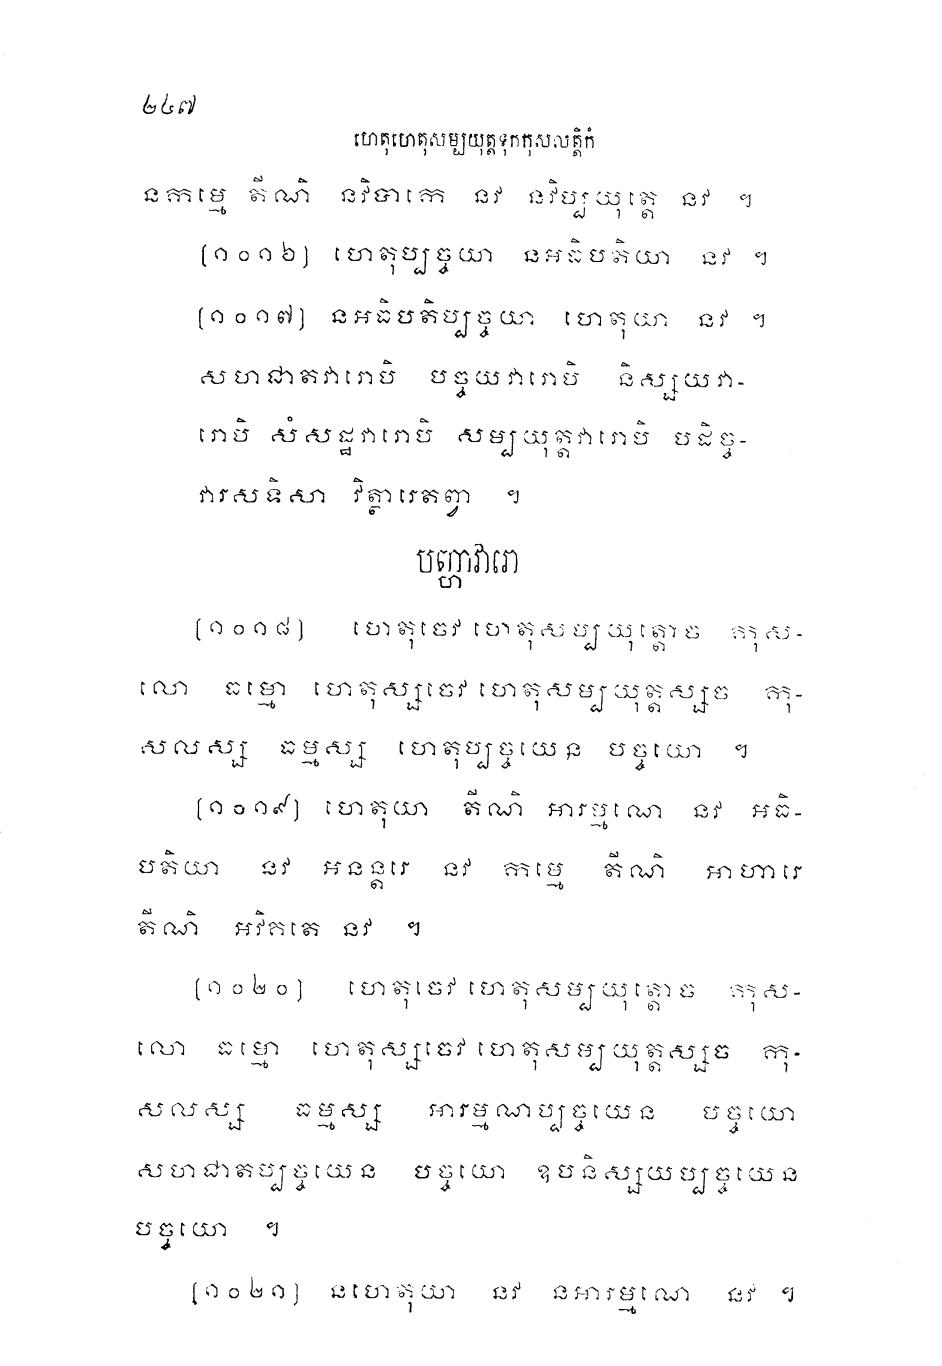 ២៤៧
ហេតុហេតុសម្បយុត្តទុកកុសលត្តិកំ
នកម្មេ តីណិ នវិបាកេ នវ នវិប្បយុត្តេ នវ ។
(១០១៦) ហេតុប្បច្ចយា នអធិបតិយា នវ ។
(១០១៧) នអធិបតិប្បច្ចយា ហេតុយា នវ ។
សហជាតវារោបិ បច្ចយវារោបិ និស្សយវា-
រោបិ សំសដ្ឋវារោបិ សម្បយុត្តវារោបិ បដិច្ច-
វារសទិសា វិត្ថារេតព្វា ។
បញ្ហាវារោ
(១០១៨) ហេតុចេវ ហេតុសម្បយុត្តោច កុស-
លោ ធម្មោ ហេតុស្សចេវ ហេតុសម្បយុត្តស្សច កុ-
សលស្ស ធម្មស្ស ហេតុប្បច្ចយេន បច្ចយោ ។
(១០១៩) ហេតុយា តីណិ អារម្មណេ នវ អធិ-
បតិយា នវ អនន្តរេ នវ កម្មេ តីណិ អាហារេ
តីណិ អវិកតេ នវ ។
(១០២០) ហេតុចេវ ហេតុសម្បយុត្តោច កុស-
លោ ធម្មោ ហេតុស្សចេវ ហេតុសម្បយុត្តស្សច កុ-
សលស្ស ធម្មស្ស អារម្មណប្បច្ចយេន បច្ចយោ
សហជាតប្បច្ចយេន បច្ចយោ ឧបនិស្សយប្បច្ចយេន
បច្ចយោ ។
(១០២១) នហេតុយា នវ នអារម្មណេ នវ ។